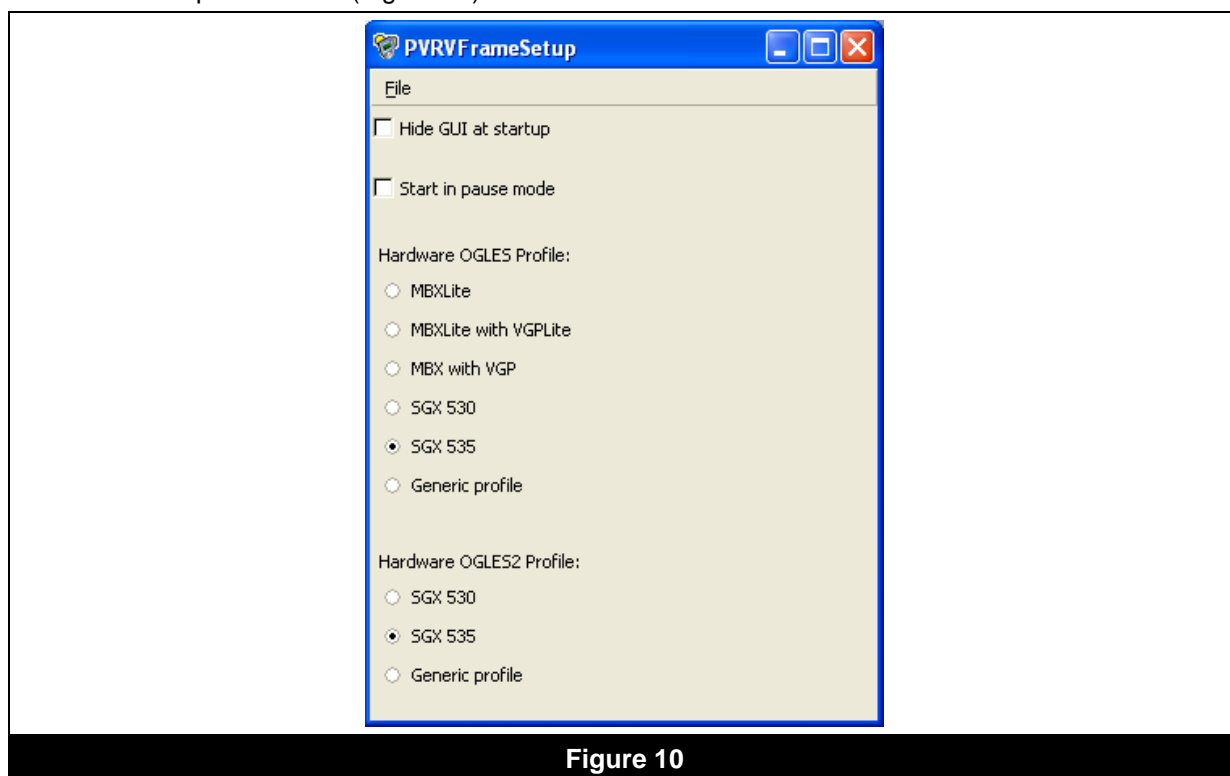 PVRVFrameSetup
File
Hide GUI at startup
Start in pause mode
Hardware OGLES Profile:
MBXLite
MBXLite with VGPLite
MBX with VGP
SGX 530
SGX 535
Generic profile
Hardware OGLES2 Profile:
SGX 530
SGX 535
Generic profile
Figure 10